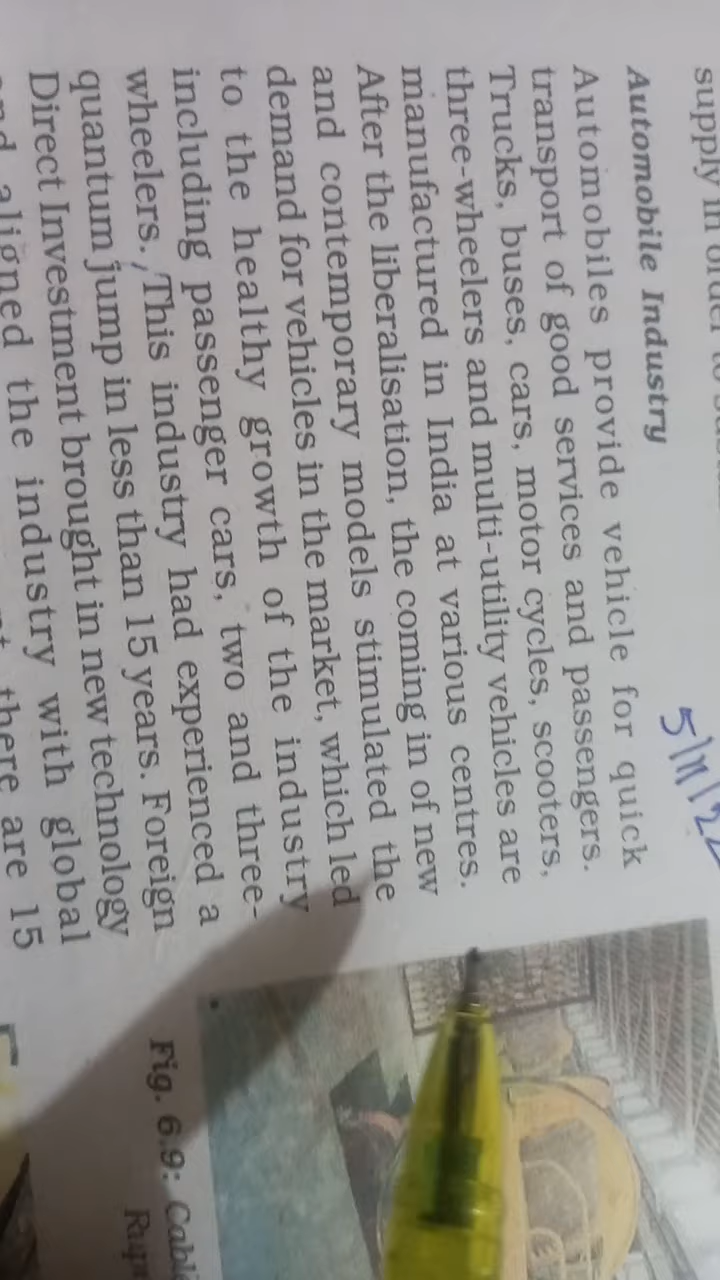 supply in order to
Automobile Industry
Automobiles provide vehicle for quick
transport of good services and passengers.
Trucks, buses, cars, motor cycles, scooters,
three-wheelers and multi-utility vehicles are
manufactured in India at various centres.
After the liberalisation, the coming in of new
and contemporary models stimulated the
demand for vehicles in the market, which led
to the healthy growth of the industry
including passenger cars, two and three-
wheelers. This industry had experienced a
quantum jump in less than 15 years. Foreign
Direct Investment brought in new technology
and aligned the industry with global
there are 15
Fig. 6.9: